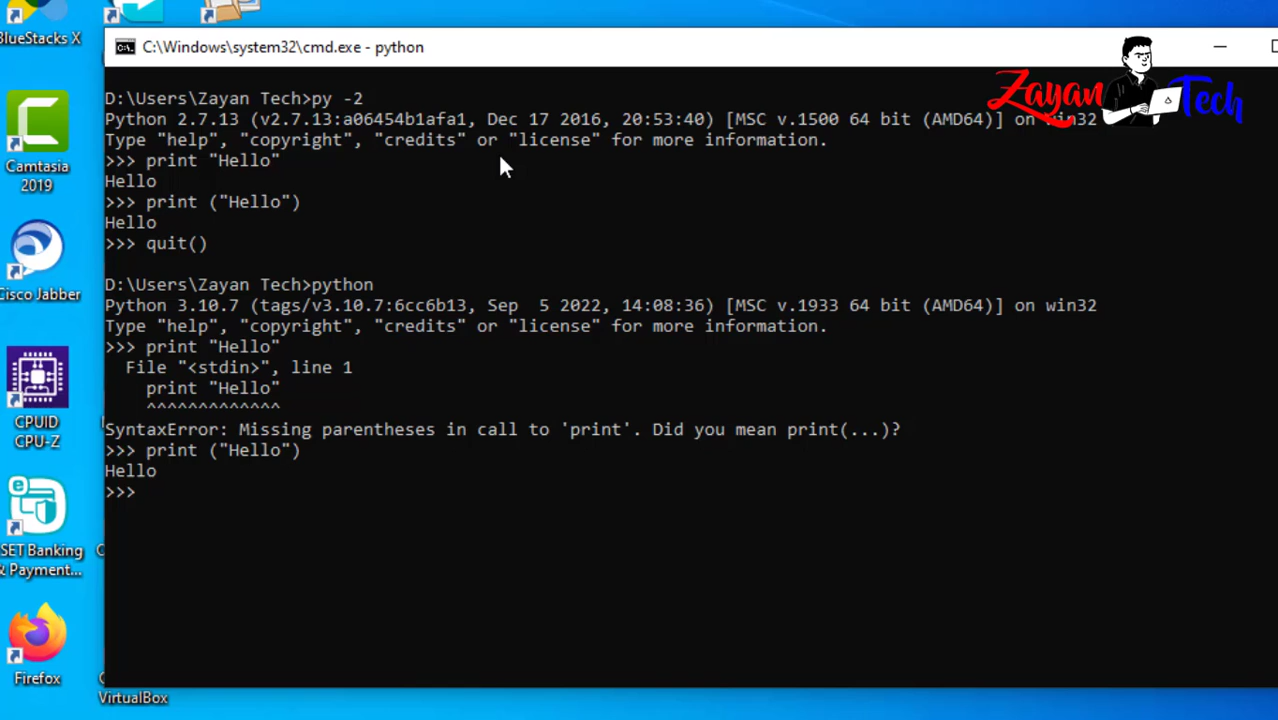 BlueStacks X
C:\Windows\system32\cmd.exe - python
Zayan Tech
D:\Users\Zayan Tech>py -2
Python 2.7.13 (v2.7.13:a06454b1afa1, Dec 17 2016, 20:53:40) [MSC v.1500 64 bit (AMD64)] on win32
Type "help", "copyright", "credits" or "license" for more information.
>>> print "Hello"
Hello
>>> print ("Hello")
Hello
>>> quit()
D:\Users\Zayan Tech>python
Python 3.10.7 (tags/v3.10.7:6cc6b13, Sep  5 2022, 14:08:36) [MSC v.1933 64 bit (AMD64)] on win32
Type "help", "copyright", "credits" or "license" for more information.
>>> print "Hello"
  File "<stdin>", line 1
    print "Hello"
    ^^^^^^^^^^^^^
SyntaxError: Missing parentheses in call to 'print'. Did you mean print(...)?
>>> print ("Hello")
Hello
>>>
Camtasia
2019
Cisco Jabber
CPUID
CPU-Z
SET Banking
& Payment...
Firefox
VirtualBox